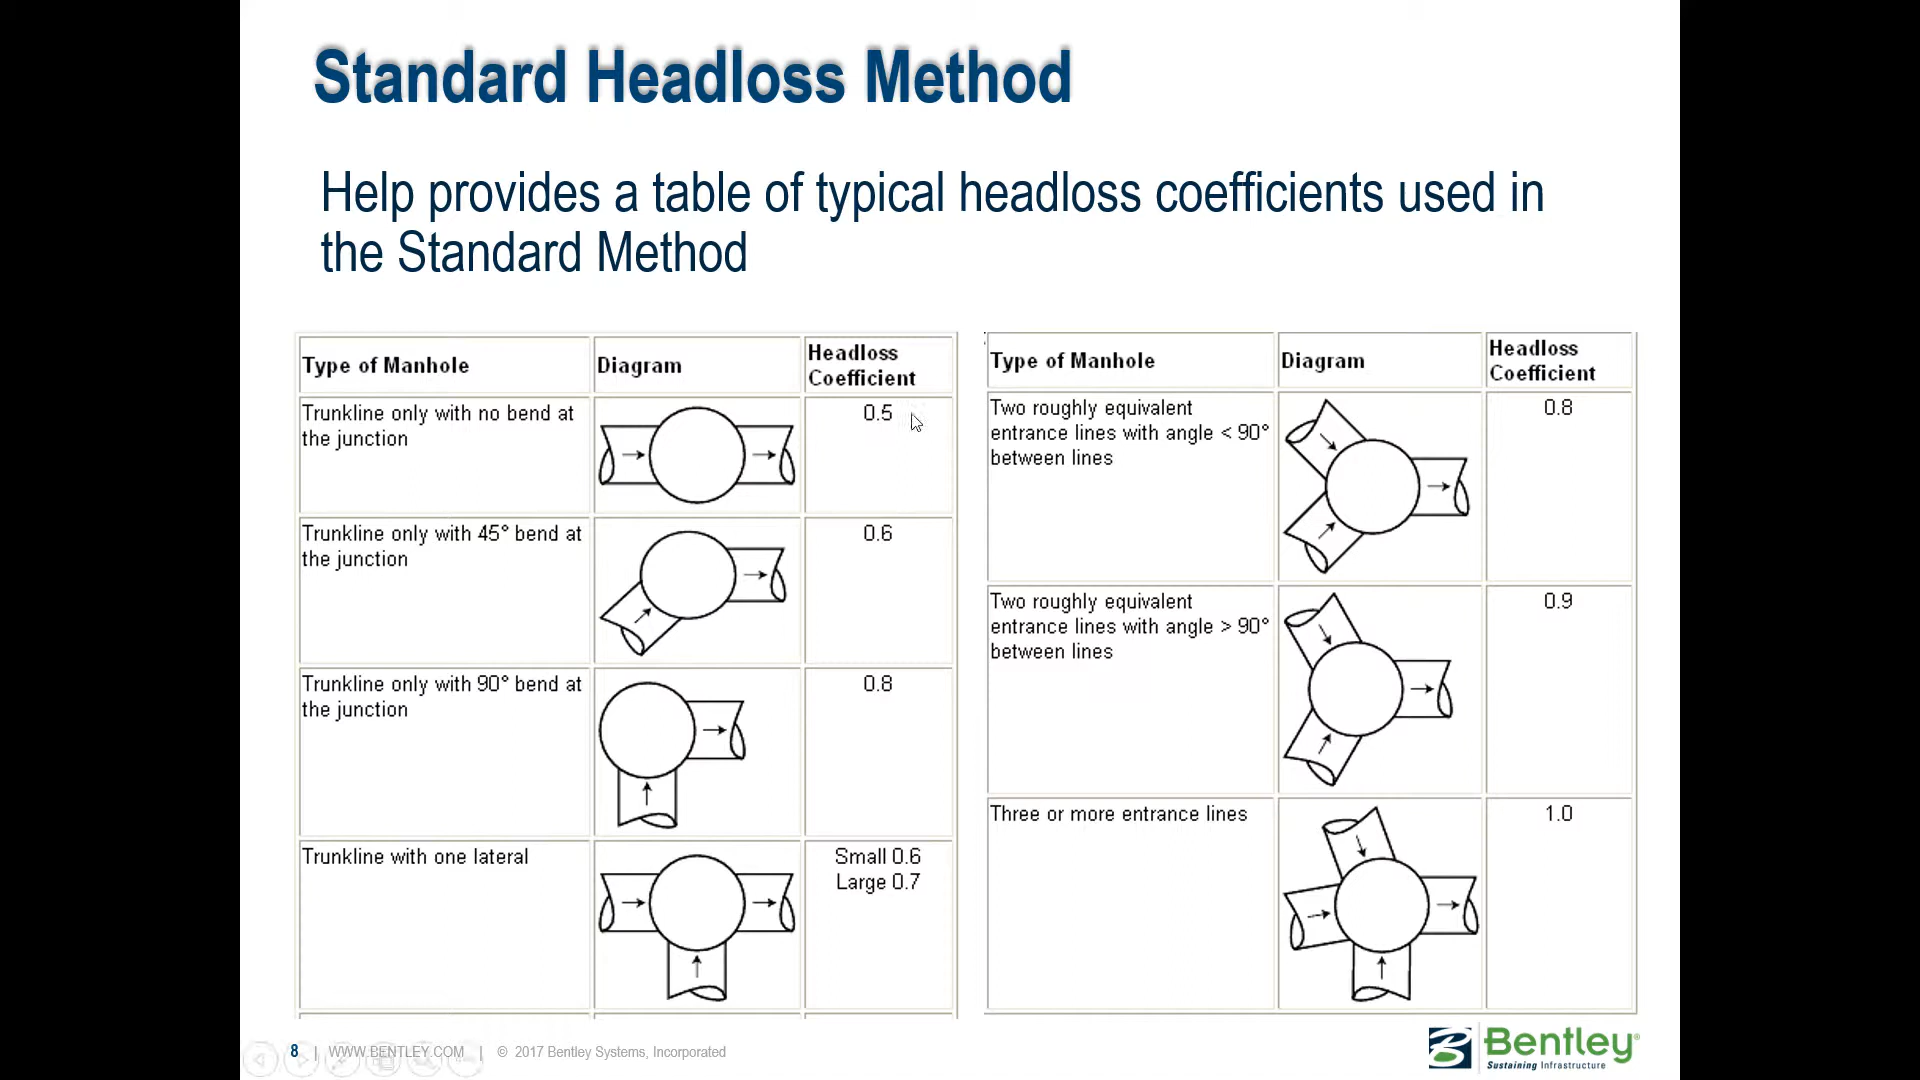 Standard Headloss Method
Help provides a table of typical headloss coefficients used in
the Standard Method
Type of Manhole
Diagram
Headloss
Coefficient
Trunkline only with no bend at
the junction
0.5
Trunkline only with 45° bend at
the junction
0.6
Trunkline only with 90° bend at
the junction
0.8
Trunkline with one lateral
Small 0.6
Large 0.7
Type of Manhole
Diagram
Headloss
Coefficient
Two roughly equivalent
entrance lines with angle < 90°
between lines
0.8
Two roughly equivalent
entrance lines with angle > 90°
between lines
0.9
Three or more entrance lines
1.0
8 | WWW.BENTLEY.COM | © 2017 Bentley Systems, Incorporated
Bentley®
Sustaining Infrastructure